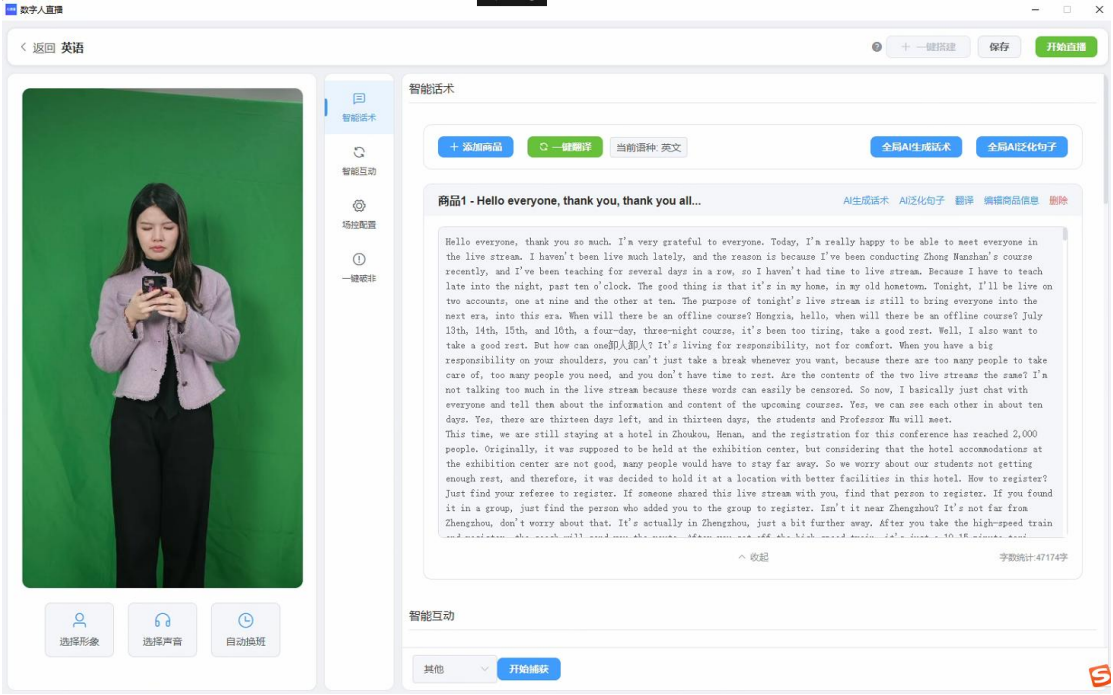 数字人直播
返回 英语
一键搭建
保存
开始直播
智能话术
智能互动
场控配置
一键破非
选择形象
选择声音
自动换班
智能话术
+ 添加商品
一键翻译
当前语种: 英文
全局AI生成话术
全局AI泛化句子
商品1 - Hello everyone, thank you, thank you all...
AI生成话术 AI泛化句子 翻译 编辑商品信息 删除
Hello everyone, thank you so much. I'm very grateful to everyone. Today, I'm really happy to be able to meet everyone in
the live stream. I haven't been live much lately, and the reason is because I've been conducting Zhong Nanshan's course
recently, and I've been teaching for several days in a row, so I haven't had time to live stream. Because I have to teach
late into the night, past ten o'clock. The good thing is that it's in my home, in my old hometown. Tonight, I'll be live on
two accounts, one at nine and the other at ten. The purpose of tonight's live stream is still to bring everyone into the
next era, into this era. When will there be an offline course? Hongxia, hello, when will there be an offline course? July
13th, 14th, 15th, and 16th, a four-day, three-night course, it's been too tiring, take a good rest. Well, I also want to
take a good rest. But how can one卸人卸人? It's living for responsibility, not for comfort. When you have a big
responsibility on your shoulders, you can't just take a break whenever you want, because there are too many people to take
care of, too many people you need, and you don't have time to rest. Are the contents of the two live streams the same? I'm
not talking too much in the live stream because these words can easily be censored. So now, I basically just chat with
everyone and tell them about the information and content of the upcoming courses. Yes, we can see each other in about ten
days. Yes, there are thirteen days left, and in thirteen days, the students and Professor Mu will meet.
This time, we are still staying at a hotel in Zhoukou, Henan, and the registration for this conference has reached 2,000
people. Originally, it was supposed to be held at the exhibition center, but considering that the hotel accommodations at
the exhibition center are not good, many people would have to stay far away. So we worry about our students not getting
enough rest, and therefore, it was decided to hold it at a location with better facilities in this hotel. How to register?
Just find your referee to register. If someone shared this live stream with you, find that person to register. If you found
it in a group, just find the person who added you to the group to register. Isn't it near Zhengzhou? It's not far from
Zhengzhou, don't worry about that. It's actually in Zhengzhou, just a bit further away. After you take the high-speed train
收起
字数统计:47174字
智能互动
其他
开始捕获